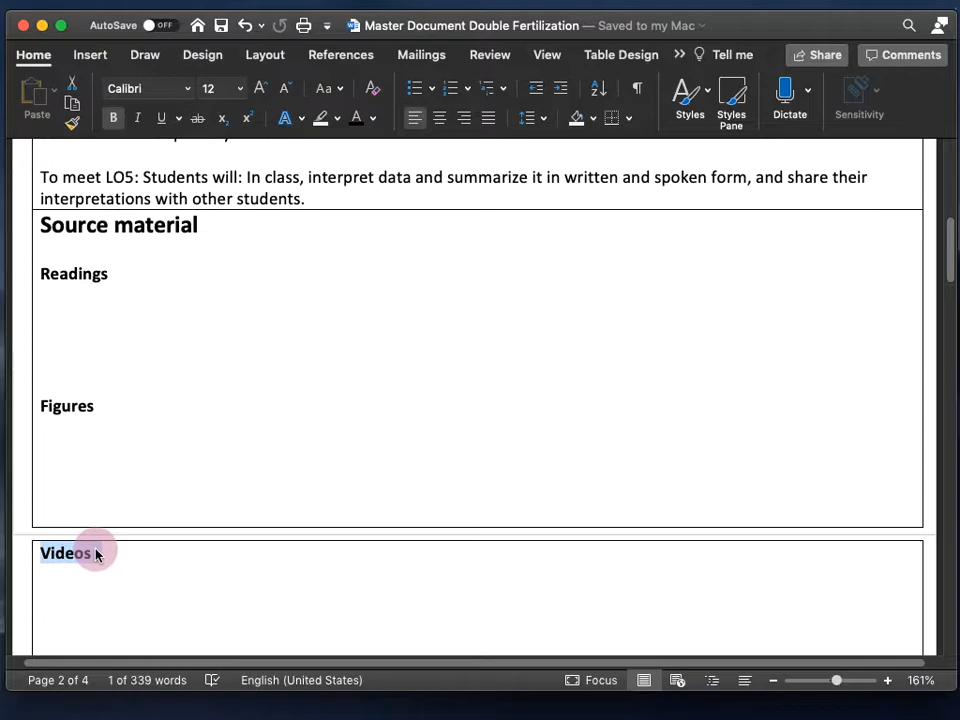 AutoSave OFF Master Document Double Fertilization — Saved to my Mac
Home Insert Draw Design Layout References Mailings Review View Table Design Tell me Share Comments
Paste Calibri 12 Aa Styles Styles Pane Dictate Sensitivity
To meet LO5: Students will: In class, interpret data and summarize it in written and spoken form, and share their
interpretations with other students.
Source material
Readings
Figures
Videos
Page 2 of 4 1 of 339 words English (United States) Focus 161%